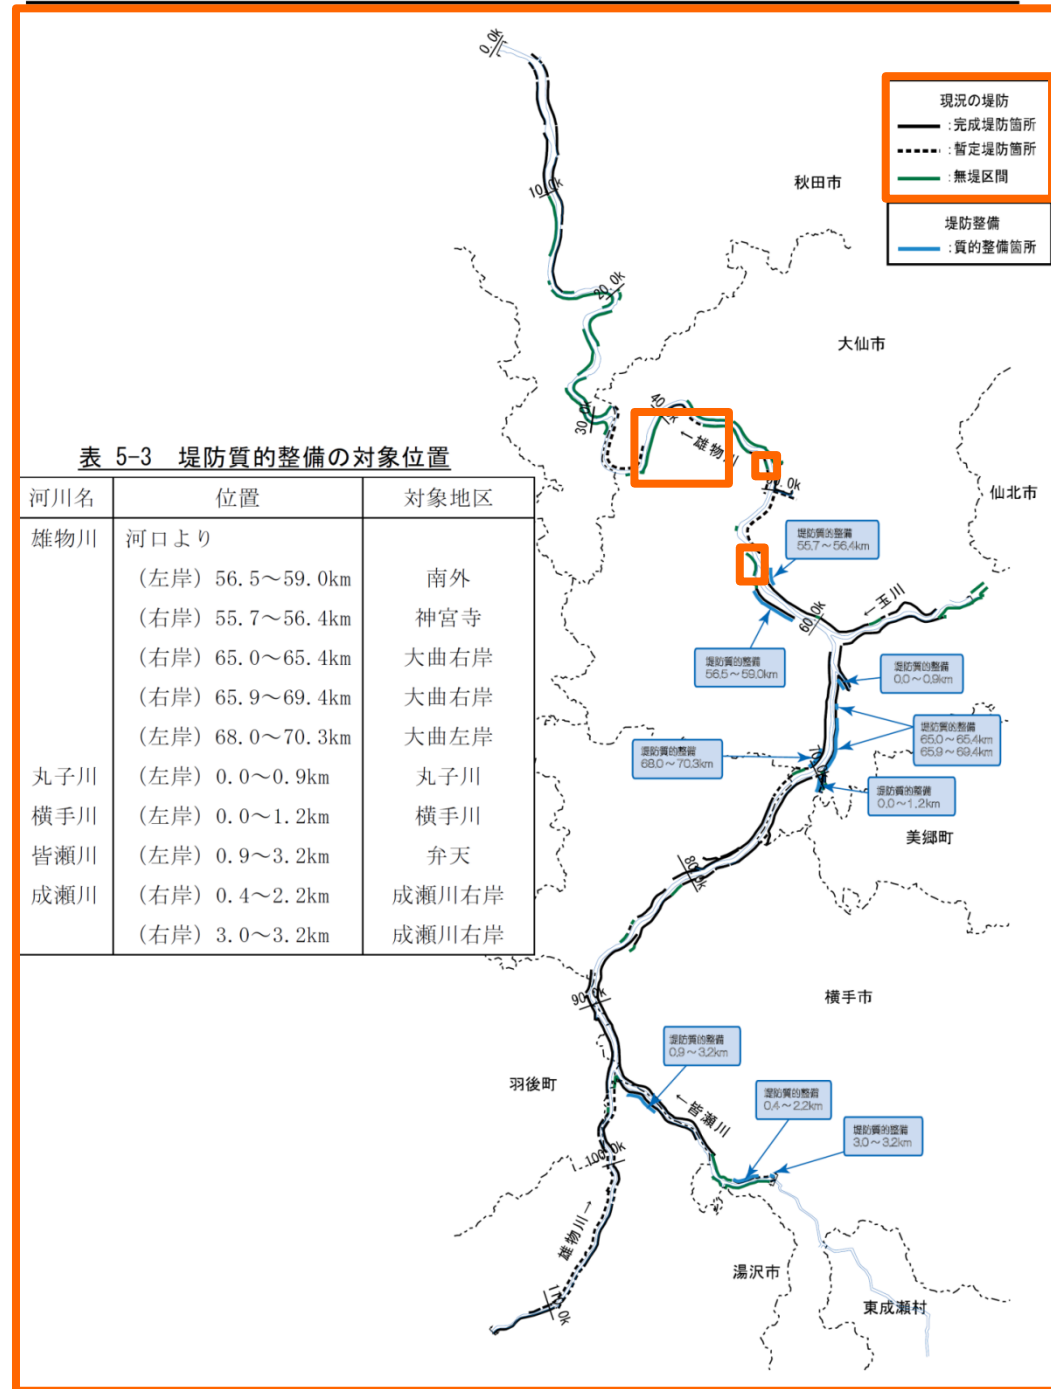 0.0k
現況の堤防
:完成堤防箇所
:暫定堤防箇所
:無堤区間
堤防整備
:質的整備箇所
秋田市
10.0k
20.0k
大仙市
30.0k
←雄物川
仙北市
表 5-3 堤防質的整備の対象位置
河川名 位置 対象地区
雄物川 河口より
(左岸) 56.5~59.0km 南外
(右岸) 55.7~56.4km 神宮寺
(右岸) 65.0~65.4km 大曲右岸
(右岸) 65.9~69.4km 大曲右岸
(左岸) 68.0~70.3km 大曲左岸
丸子川 (左岸) 0.0~0.9km 丸子川
横手川 (左岸) 0.0~1.2km 横手川
皆瀬川 (左岸) 0.9~3.2km 弁天
成瀬川 (右岸) 0.4~2.2km 成瀬川右岸
(右岸) 3.0~3.2km 成瀬川右岸
堤防質的整備
55.7~56.4km
←玉川
60.0k
堤防質的整備
56.5~59.0km
堤防質的整備
0.0~0.9km
堤防質的整備
65.0~65.4km
65.9~69.4km
堤防質的整備
68.0~70.3km
堤防質的整備
0.0~1.2km
美郷町
80.0k
横手市
90.0k
堤防質的整備
0.9~3.2km
羽後町
←皆瀬川
堤防質的整備
0.4~2.2km
堤防質的整備
3.0~3.2km
100.0k
雄物川→
湯沢市
東成瀬村